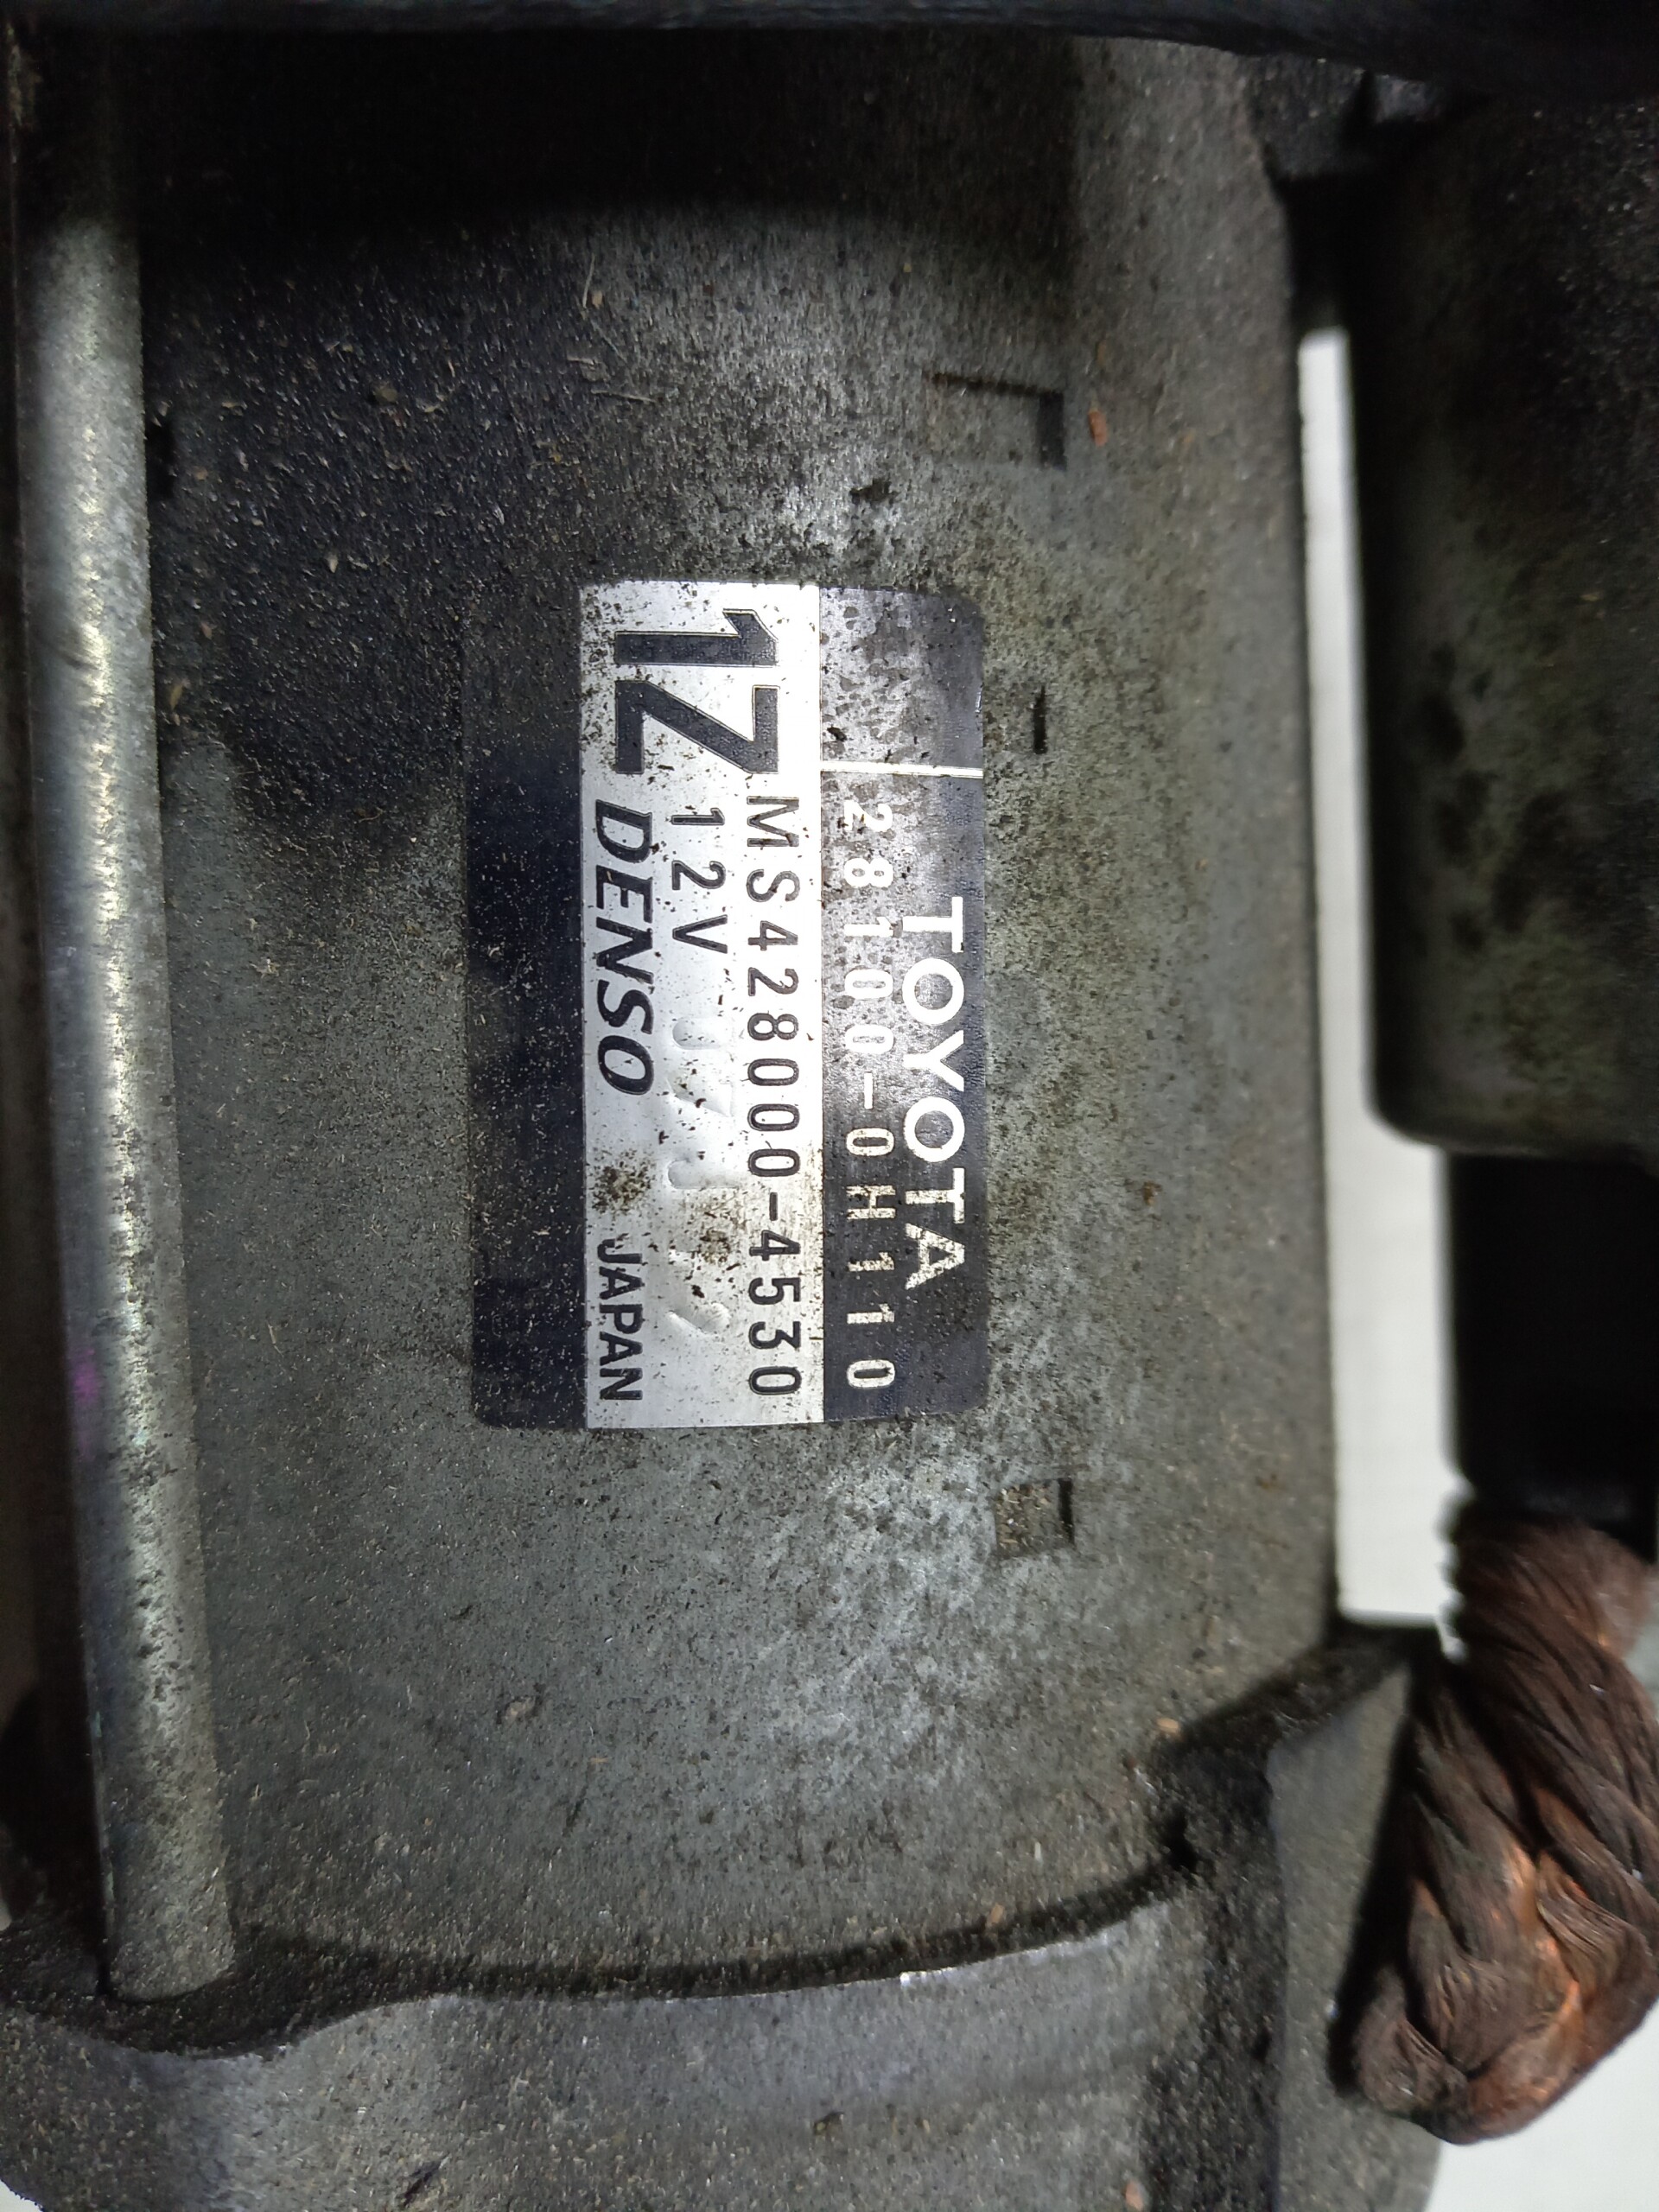 TOYOTA
28100-0H110
1Z
MS428000-4530
12V
DENSO JAPAN